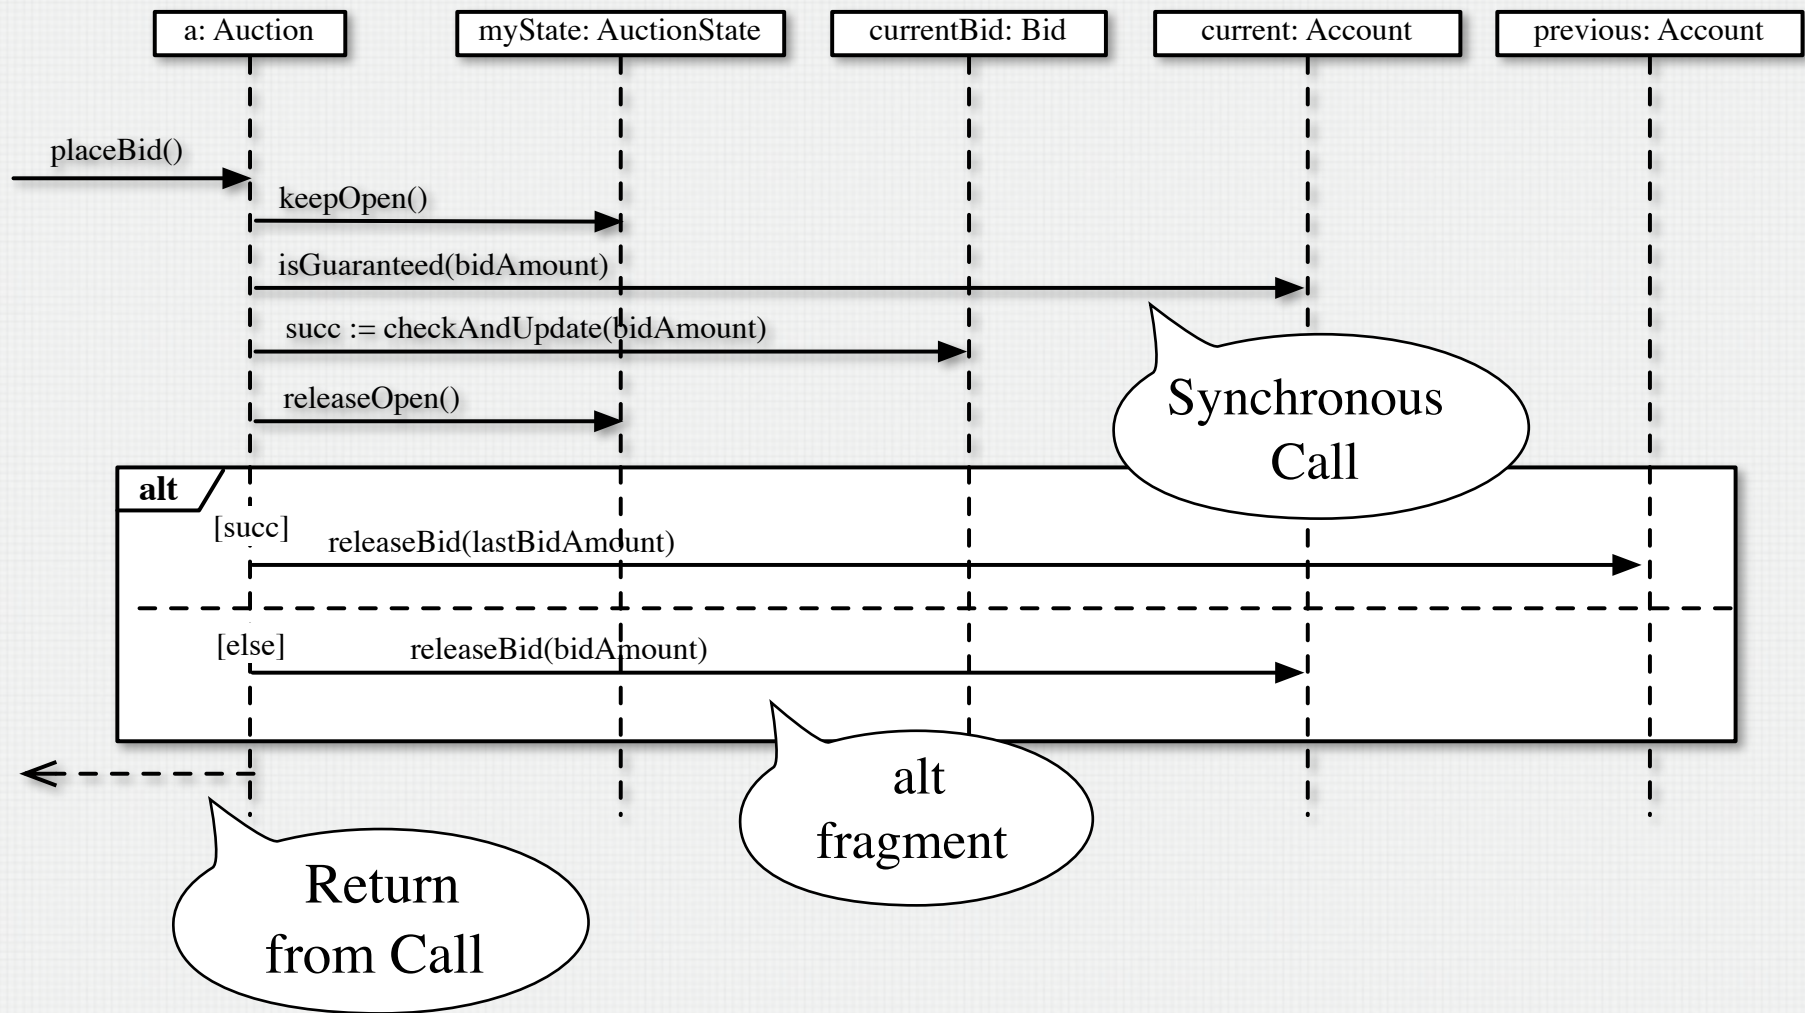 a: Auction
myState: AuctionState
currentBid: Bid
current: Account
previous: Account
placeBid()
keepOpen()
isGuaranteed(bidAmount)
succ := checkAndUpdate(bidAmount)
releaseOpen()
Synchronous
Call
alt
[succ]
releaseBid(lastBidAmount)
[else]
releaseBid(bidAmount)
alt
fragment
Return
from Call